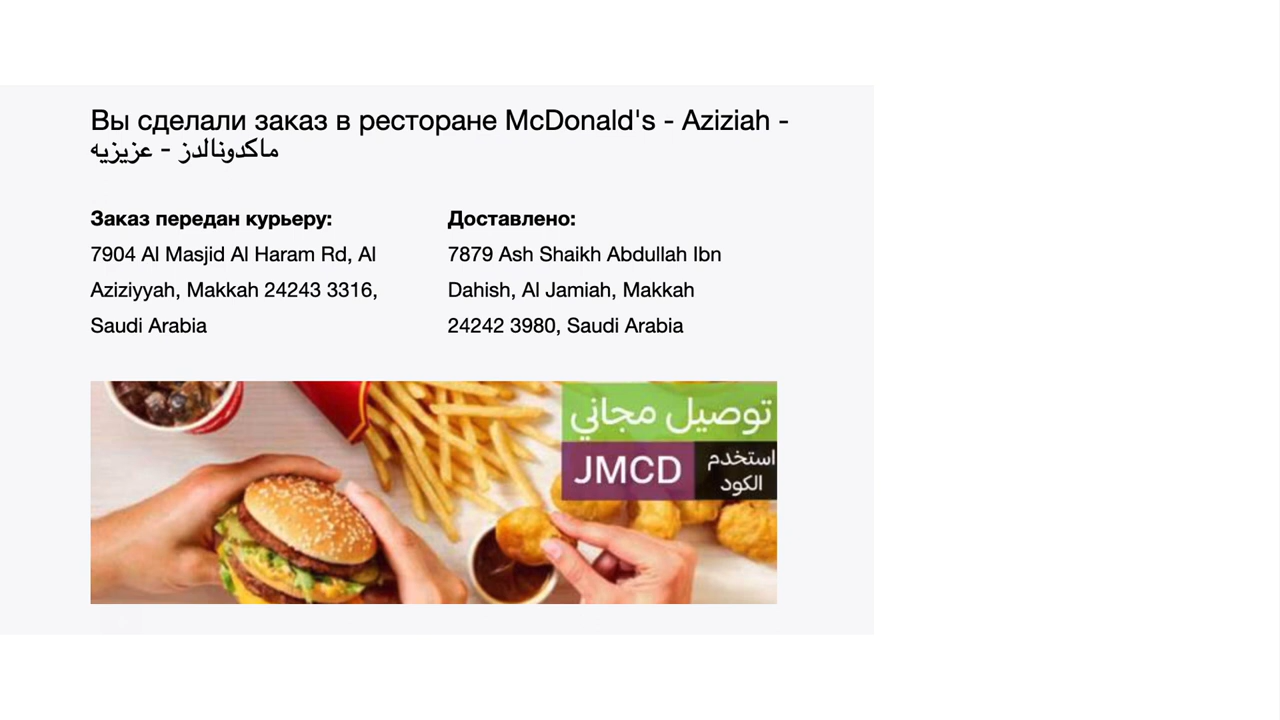 Вы сделали заказ в ресторане McDonald's - Aziziah -
ماكدونالدز - عزيزيه
Заказ передан курьеру:
7904 Al Masjid Al Haram Rd, Al
Aziziyyah, Makkah 24243 3316,
Saudi Arabia
Доставлено:
7879 Ash Shaikh Abdullah Ibn
Dahish, Al Jamiah, Makkah
24242 3980, Saudi Arabia
توصيل مجاني
استخدم
الكود
JMCD